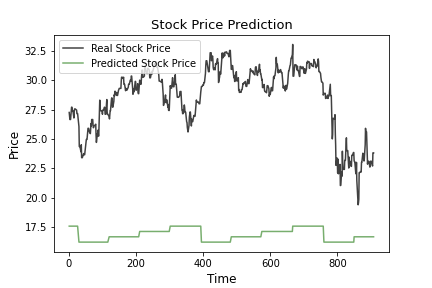 Stock Price Prediction
Real Stock Price
Predicted Stock Price
32.5
30.0
27.5
25.0
22.5
20.0
17.5
Price
0 200 400 600 800
Time